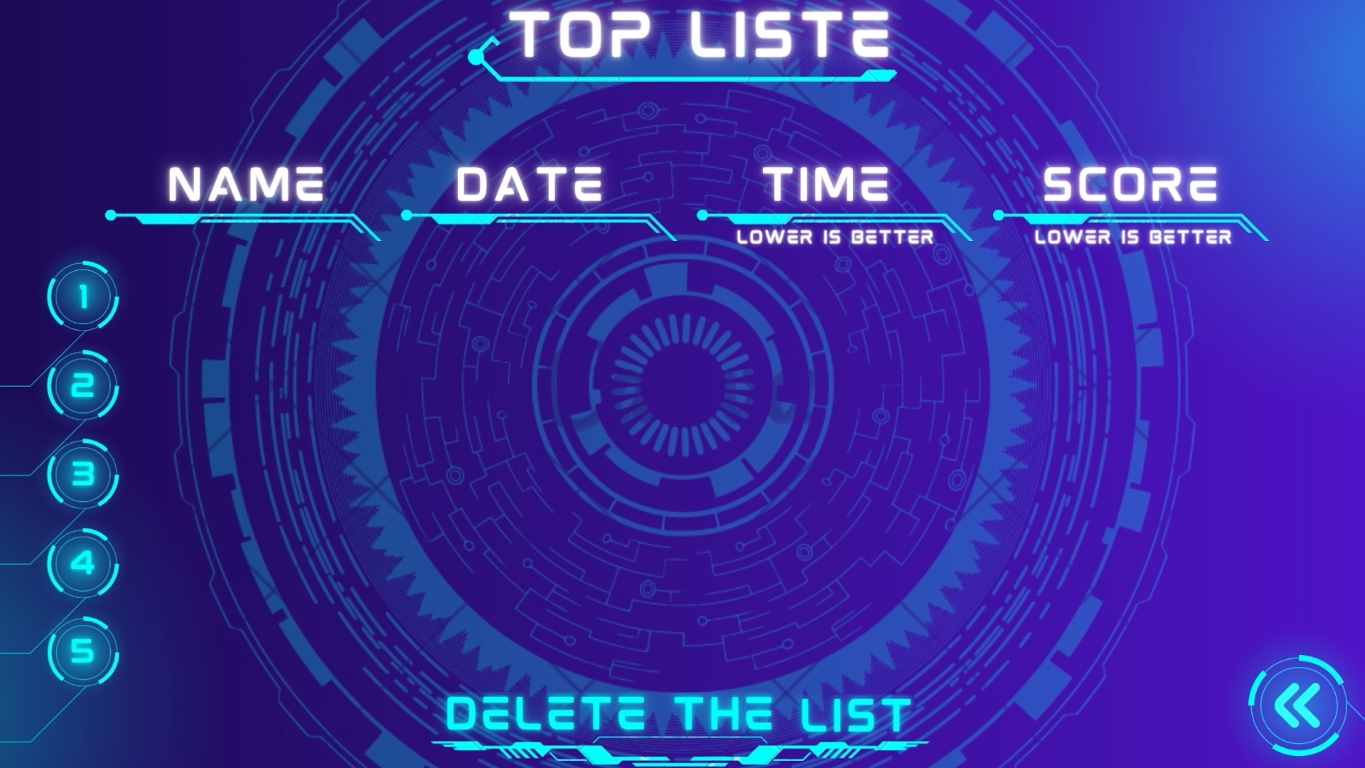 TOP LISTE
NAME DATE TIME SCORE
LOWER IS BETTER LOWER IS BETTER
1
2
3
4
5
DELETE THE LIST